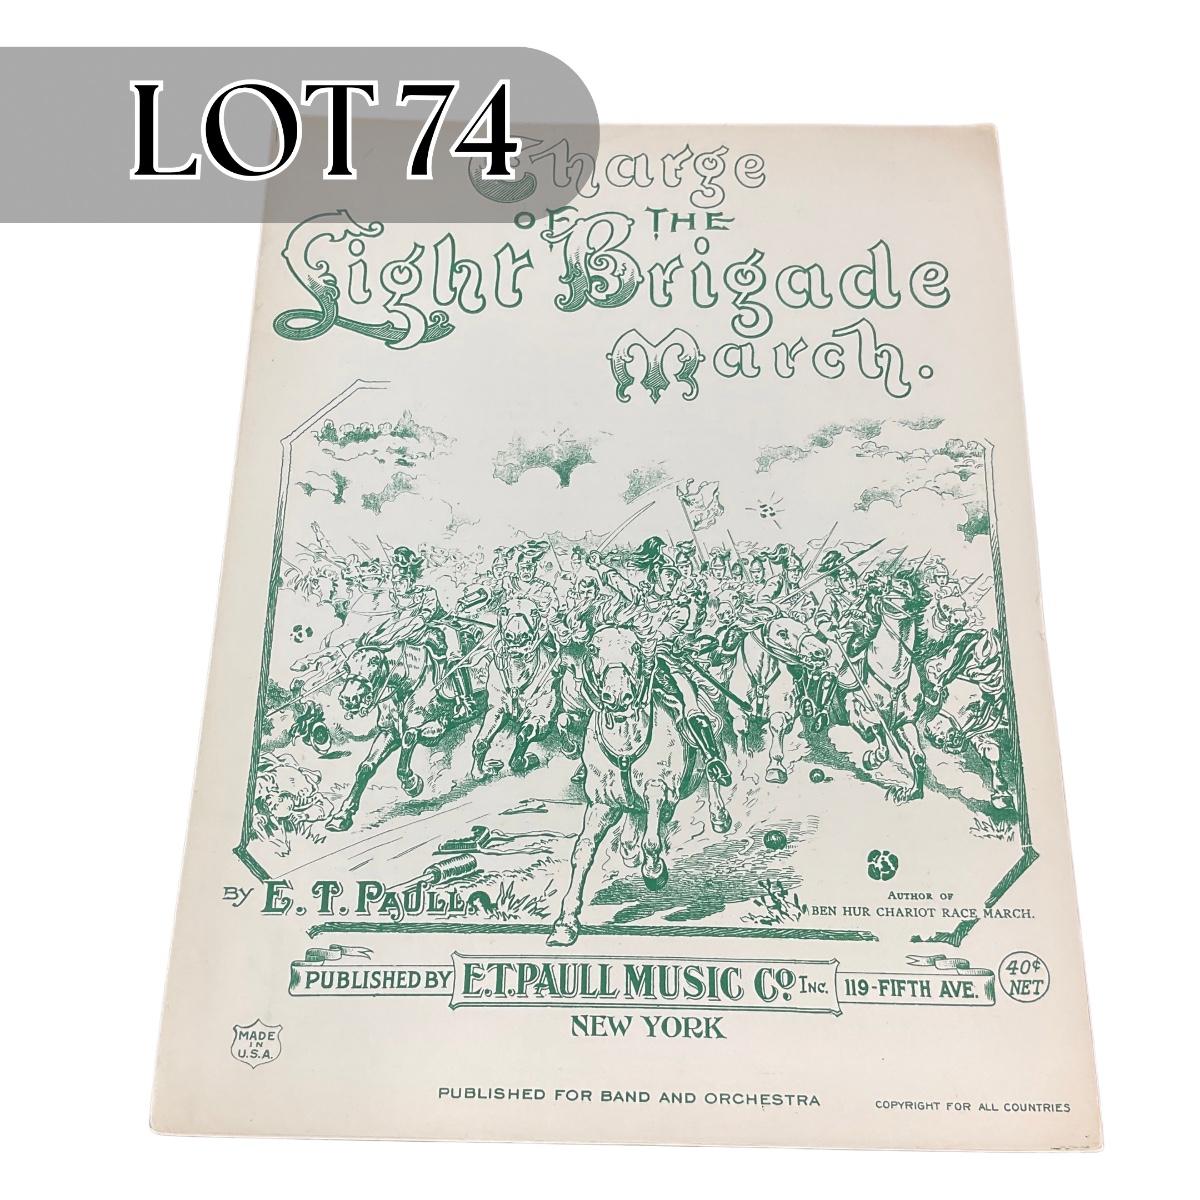 LOT 74
Charge
OF THE
Light Brigade
March.
BY E. T. PAULL
AUTHOR OF
BEN HUR CHARIOT RACE MARCH.
PUBLISHED BY E.T. PAULL MUSIC Co. INC. 119-FIFTH AVE.
40¢
NET
NEW YORK
MADE
IN
U.S.A.
PUBLISHED FOR BAND AND ORCHESTRA
COPYRIGHT FOR ALL COUNTRIES